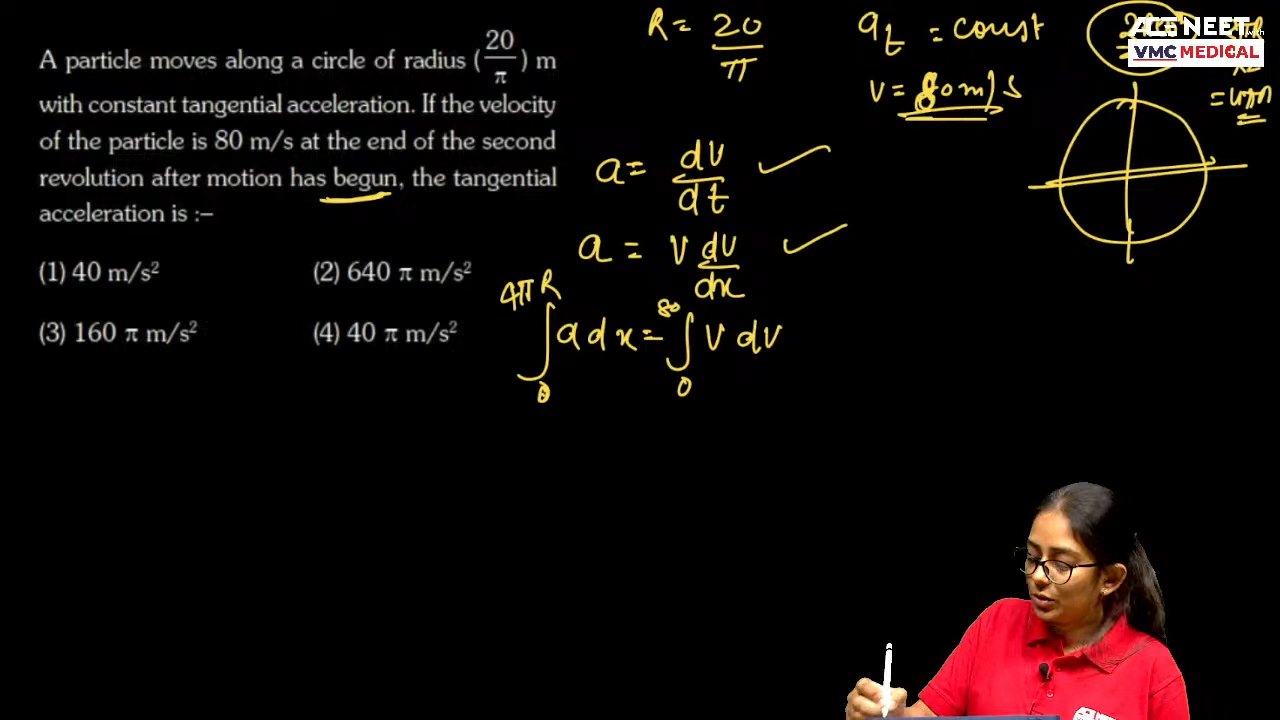 A particle moves along a circle of radius (20/π) m
with constant tangential acceleration. If the velocity
of the particle is 80 m/s at the end of the second
revolution after motion has begun, the tangential
acceleration is :–
(1) 40 m/s²
(2) 640 π m/s²
(3) 160 π m/s²
(4) 40 π m/s²
R = 20/π
a_t = const
v = 80 m/s
a = dv/dt
a = v dv/dx
∫₀^{4πR} a dx = ∫₀^{80} v dv
= 4πR
ACE NEET with
VMC MEDICAL